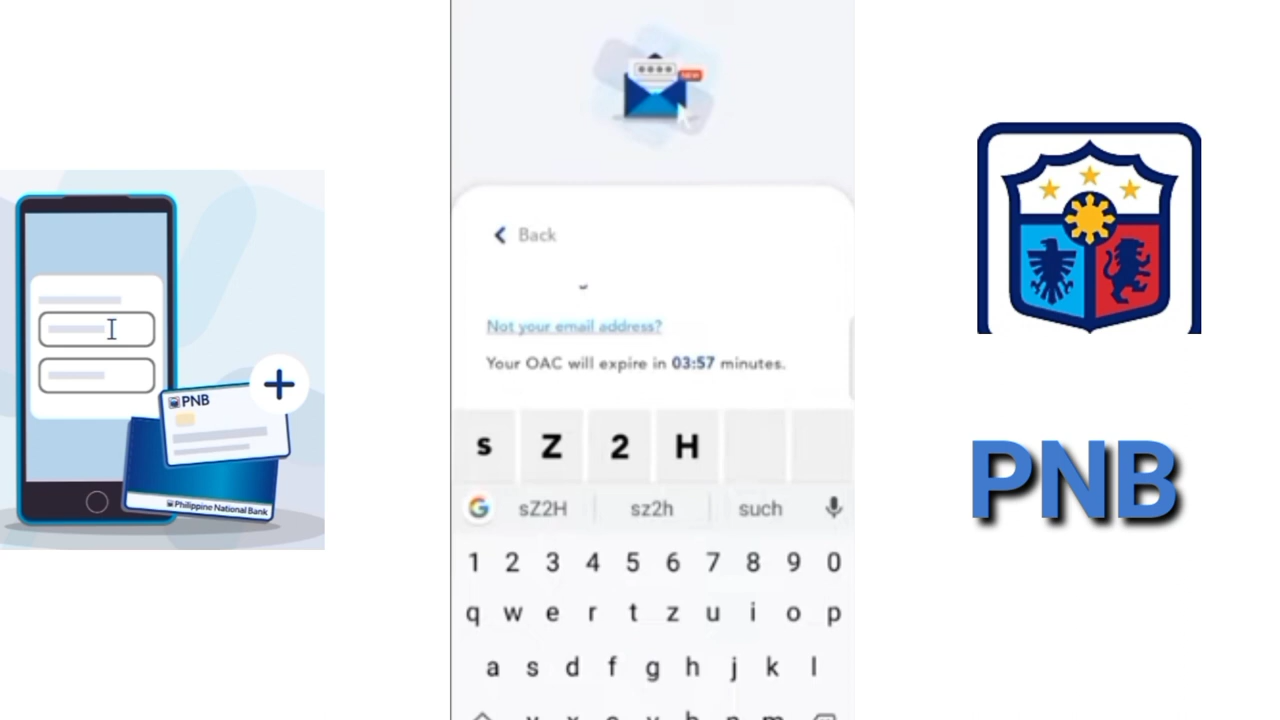 NEW
Back
Not your email address?
Your OAC will expire in 03:57 minutes.
s Z 2 H
sZ2H sz2h such
1 2 3 4 5 6 7 8 9 0
q w e r t z u i o p
a s d f g h j k l
PNB
Philippine National Bank
PNB